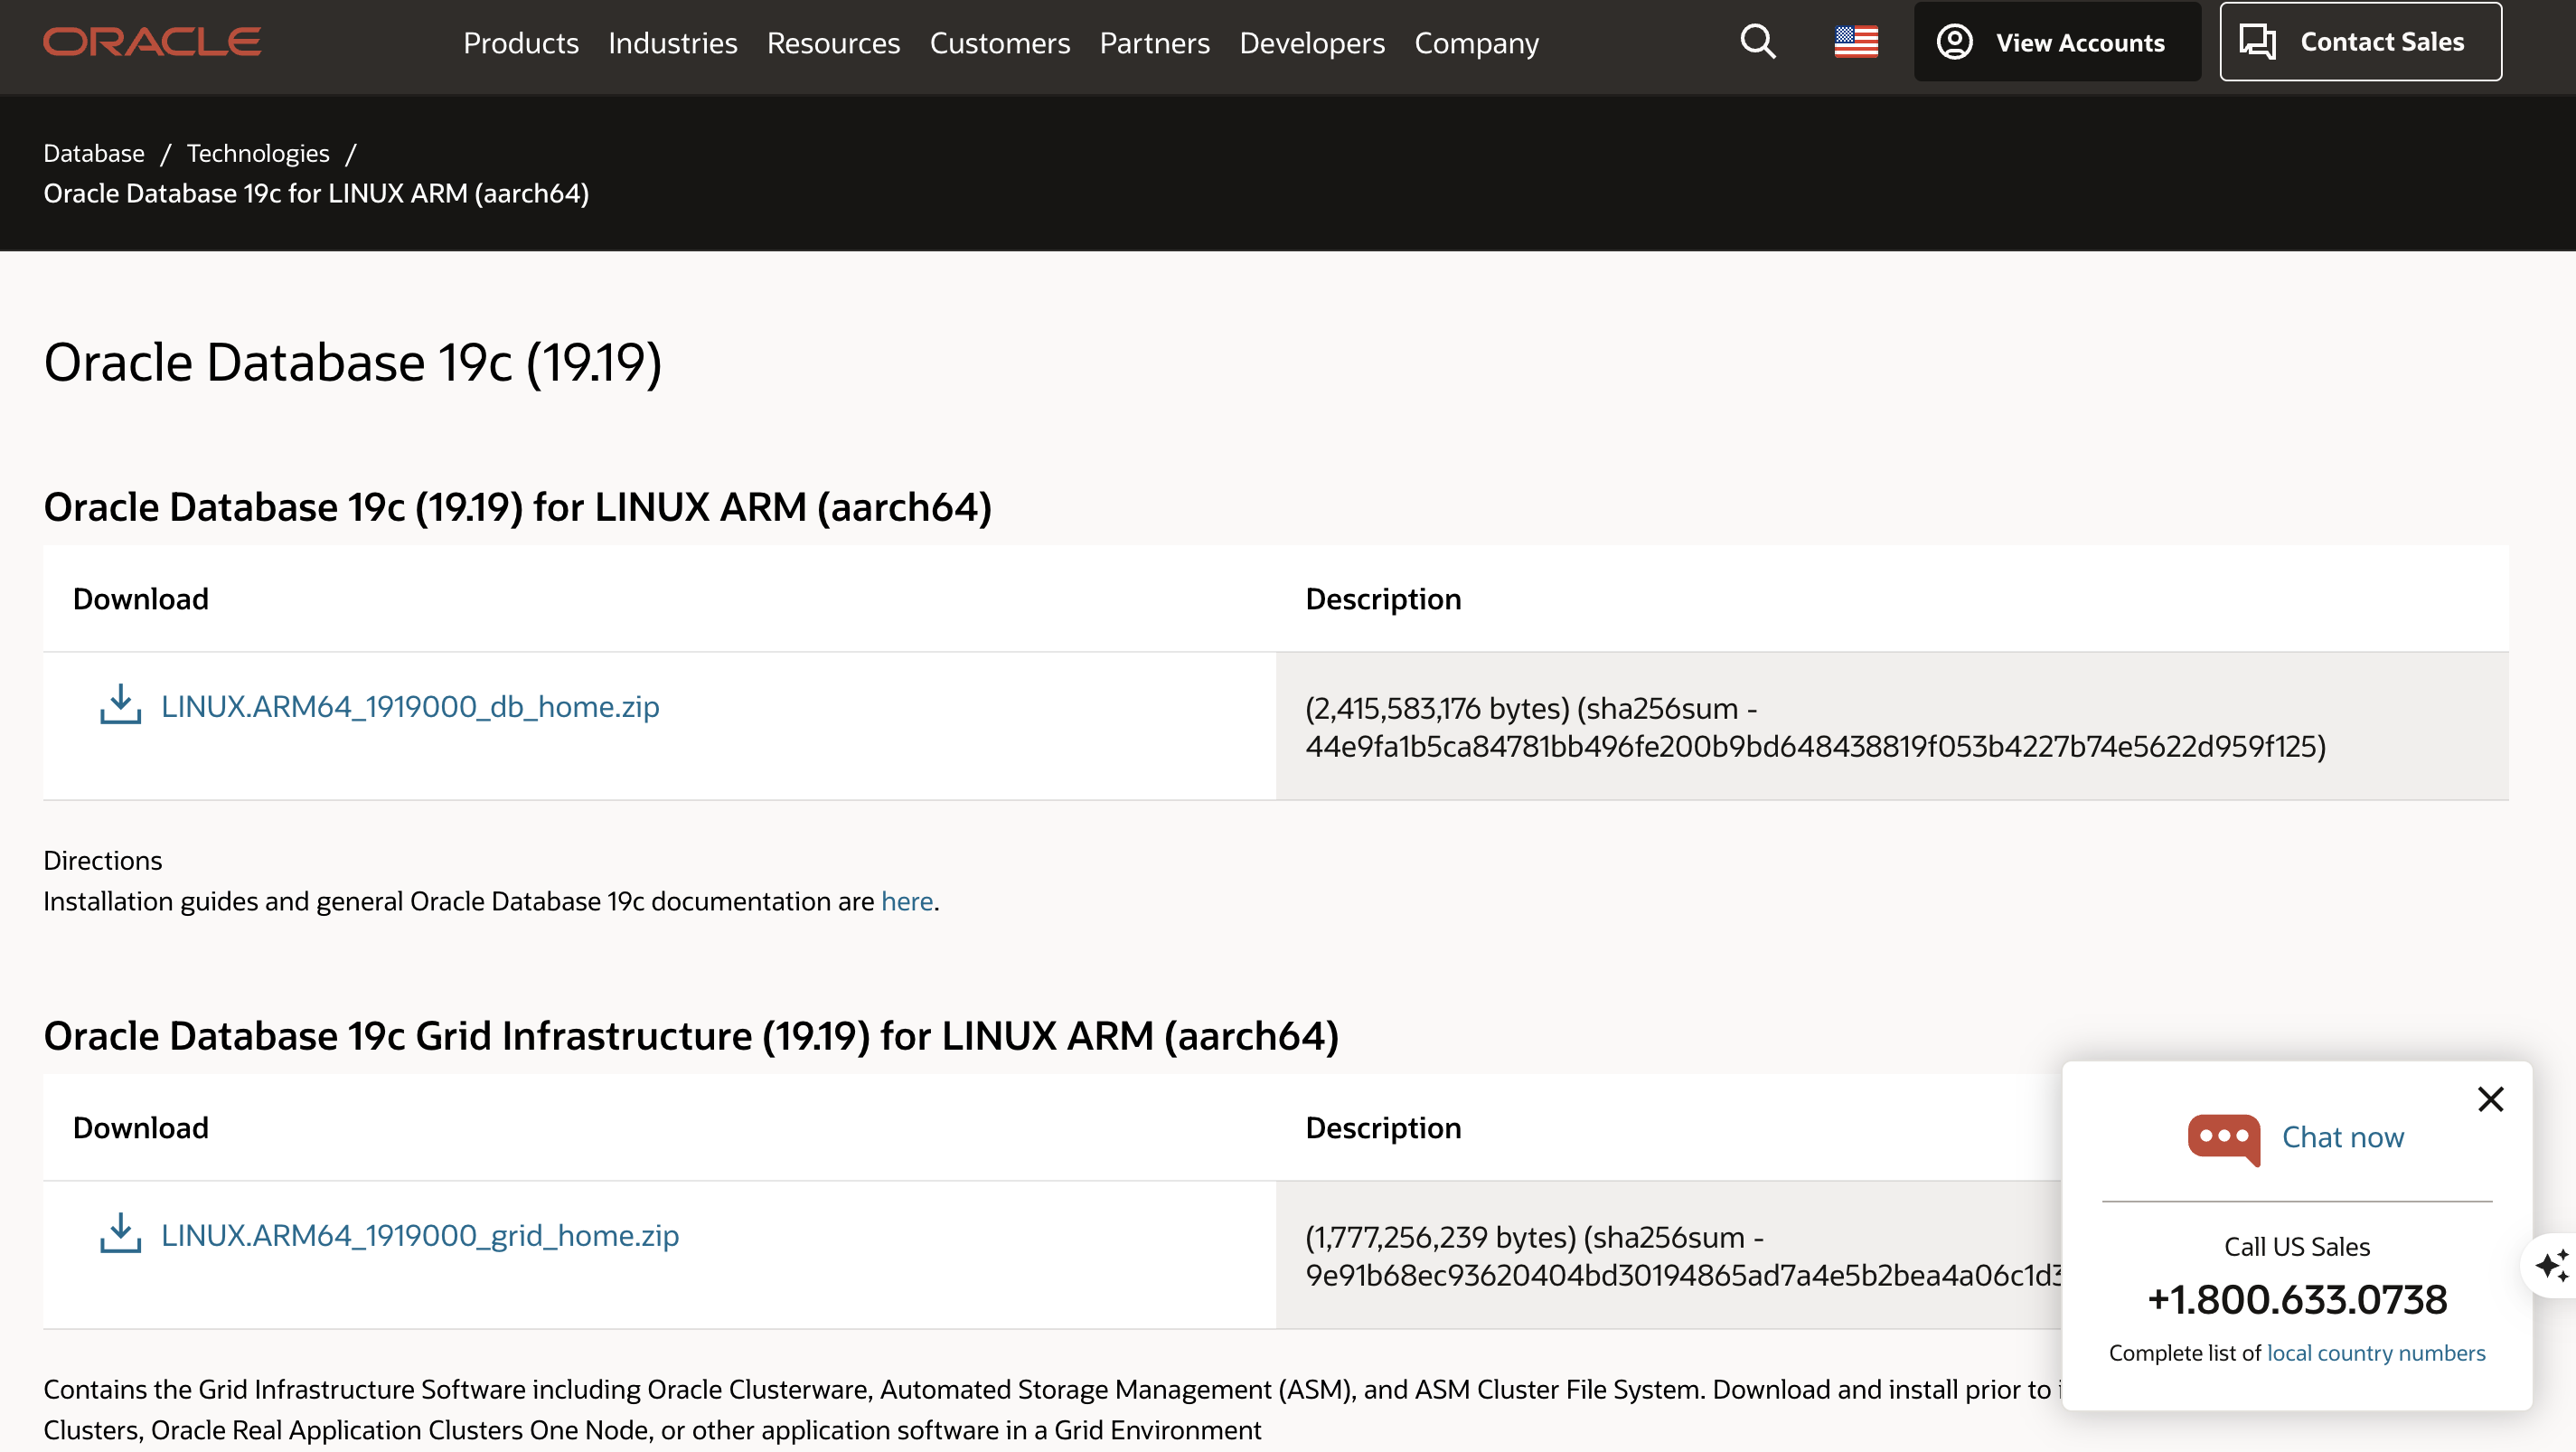 ORACLE
Products Industries Resources Customers Partners Developers Company
View Accounts
Contact Sales
Database / Technologies /
Oracle Database 19c for LINUX ARM (aarch64)
Oracle Database 19c (19.19)
Oracle Database 19c (19.19) for LINUX ARM (aarch64)
Download Description
LINUX.ARM64_1919000_db_home.zip
(2,415,583,176 bytes) (sha256sum -
44e9fa1b5ca84781bb496fe200b9bd648438819f053b4227b74e5622d959f125)
Directions
Installation guides and general Oracle Database 19c documentation are here.
Oracle Database 19c Grid Infrastructure (19.19) for LINUX ARM (aarch64)
Download Description
LINUX.ARM64_1919000_grid_home.zip
(1,777,256,239 bytes) (sha256sum -
9e91b68ec93620404bd30194865ad7a4e5b2bea4a06c1d3
Contains the Grid Infrastructure Software including Oracle Clusterware, Automated Storage Management (ASM), and ASM Cluster File System. Download and install prior to
Clusters, Oracle Real Application Clusters One Node, or other application software in a Grid Environment
Chat now
Call US Sales
+1.800.633.0738
Complete list of local country numbers